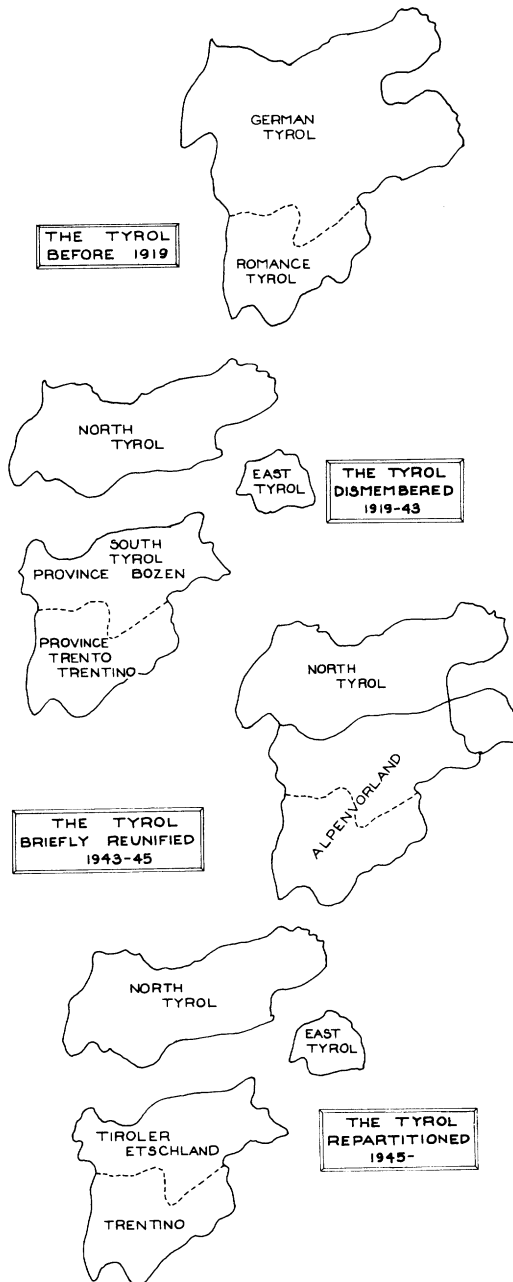 GERMAN
TYROL
THE TYROL
BEFORE 1919
ROMANCE
TYROL
NORTH
TYROL
EAST
TYROL
THE TYROL
DISMEMBERED
1919-43
SOUTH
TYROL
PROVINCE BOZEN
PROVINCE
TRENTO
TRENTINO
NORTH
TYROL
ALPENVORLAND
THE TYROL
BRIEFLY REUNIFIED
1943-45
NORTH
TYROL
EAST
TYROL
TIROLER
ETSCHLAND
THE TYROL
REPARTITIONED
1945-
TRENTINO